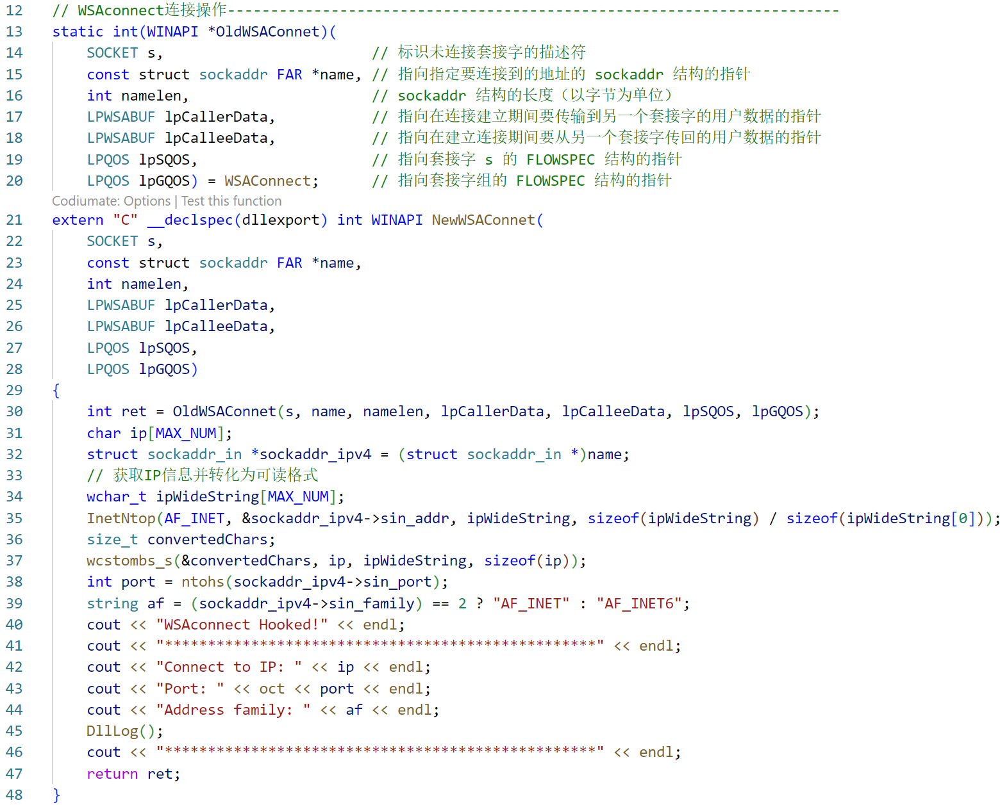 12 // WSAconnect连接操作-----------------------------------------------------------------------
13 static int(WINAPI *OldWSAConnet)(
14     SOCKET s,                        // 标识未连接套接字的描述符
15     const struct sockaddr FAR *name, // 指向指定要连接到的地址的 sockaddr 结构的指针
16     int namelen,                     // sockaddr 结构的长度（以字节为单位）
17     LPWSABUF lpCallerData,           // 指向在连接建立期间要传输到另一个套接字的用户数据的指针
18     LPWSABUF lpCalleeData,           // 指向在建立连接期间要从另一个套接字传回的用户数据的指针
19     LPQOS lpSQOS,                    // 指向套接字 s 的 FLOWSPEC 结构的指针
20     LPQOS lpGQOS) = WSAConnect;      // 指向套接字组的 FLOWSPEC 结构的指针
Codiumate: Options | Test this function
21 extern "C" __declspec(dllexport) int WINAPI NewWSAConnet(
22     SOCKET s,
23     const struct sockaddr FAR *name,
24     int namelen,
25     LPWSABUF lpCallerData,
26     LPWSABUF lpCalleeData,
27     LPQOS lpSQOS,
28     LPQOS lpGQOS)
29 {
30     int ret = OldWSAConnet(s, name, namelen, lpCallerData, lpCalleeData, lpSQOS, lpGQOS);
31     char ip[MAX_NUM];
32     struct sockaddr_in *sockaddr_ipv4 = (struct sockaddr_in *)name;
33     // 获取IP信息并转化为可读格式
34     wchar_t ipWideString[MAX_NUM];
35     InetNtop(AF_INET, &sockaddr_ipv4->sin_addr, ipWideString, sizeof(ipWideString) / sizeof(ipWideString[0]));
36     size_t convertedChars;
37     wcstombs_s(&convertedChars, ip, ipWideString, sizeof(ip));
38     int port = ntohs(sockaddr_ipv4->sin_port);
39     string af = (sockaddr_ipv4->sin_family) == 2 ? "AF_INET" : "AF_INET6";
40     cout << "WSAconnect Hooked!" << endl;
41     cout << "**************************************************" << endl;
42     cout << "Connect to IP: " << ip << endl;
43     cout << "Port: " << oct << port << endl;
44     cout << "Address family: " << af << endl;
45     DllLog();
46     cout << "**************************************************" << endl;
47     return ret;
48 }